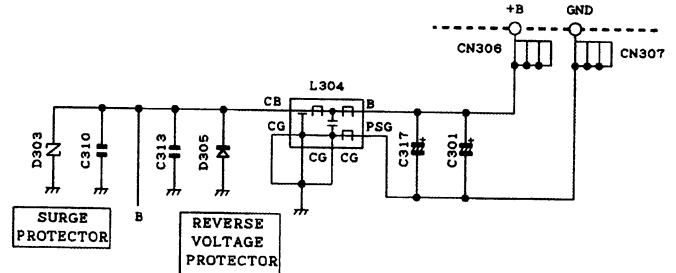 +B
GND
CN306
CN307
L304
CB
B
CG
PSG
CG
CG
D303
C310
C313
D305
C317
+
C301
+
B
SURGE
PROTECTOR
REVERSE
VOLTAGE
PROTECTOR